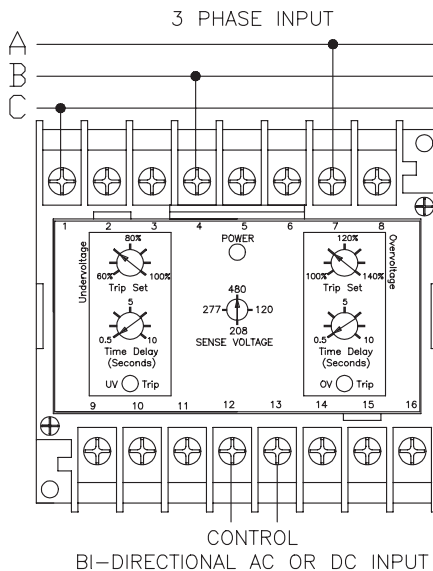 3 PHASE INPUT
A
B
C
1 2 3 4 5 6 7 8
Undervoltage
80%
60% 100%
Trip Set
5
0.5 10
Time Delay
(Seconds)
UV Trip
POWER
480
277 120
208
SENSE VOLTAGE
Overvoltage
120%
100% 140%
Trip Set
5
0.5 10
Time Delay
(Seconds)
OV Trip
9 10 11 12 13 14 15 16
CONTROL
BI-DIRECTIONAL AC OR DC INPUT